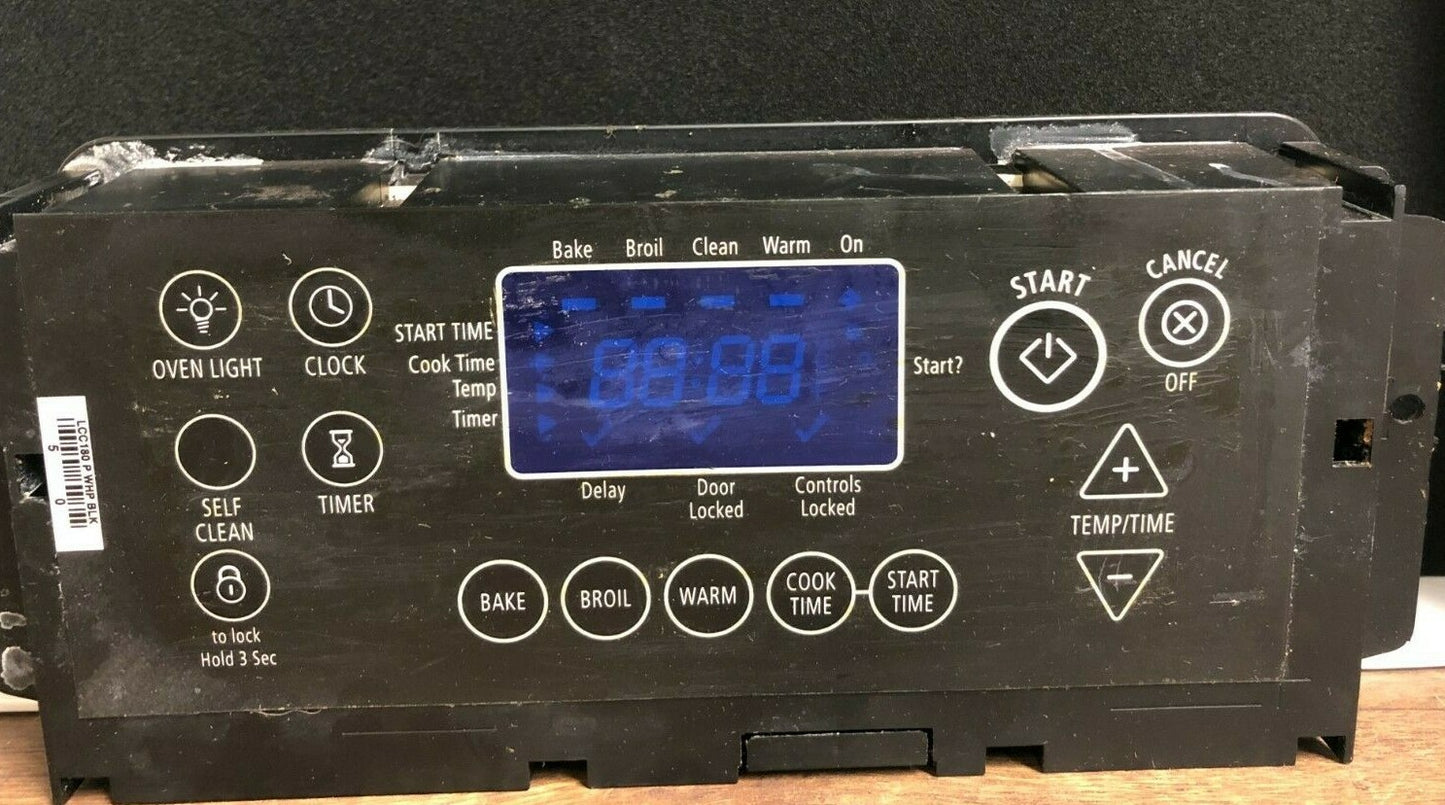 Bake Broil Clean Warm On
START CANCEL
OVEN LIGHT CLOCK
START TIME
Cook Time
Temp
Timer
Start?
OFF
88:88
LCC180 P WHP BLK
5 0
SELF
CLEAN
TIMER
Delay
Door
Locked
Controls
Locked
+
TEMP/TIME
−
BAKE
BROIL
WARM
COOK
TIME
START
TIME
to lock
Hold 3 Sec